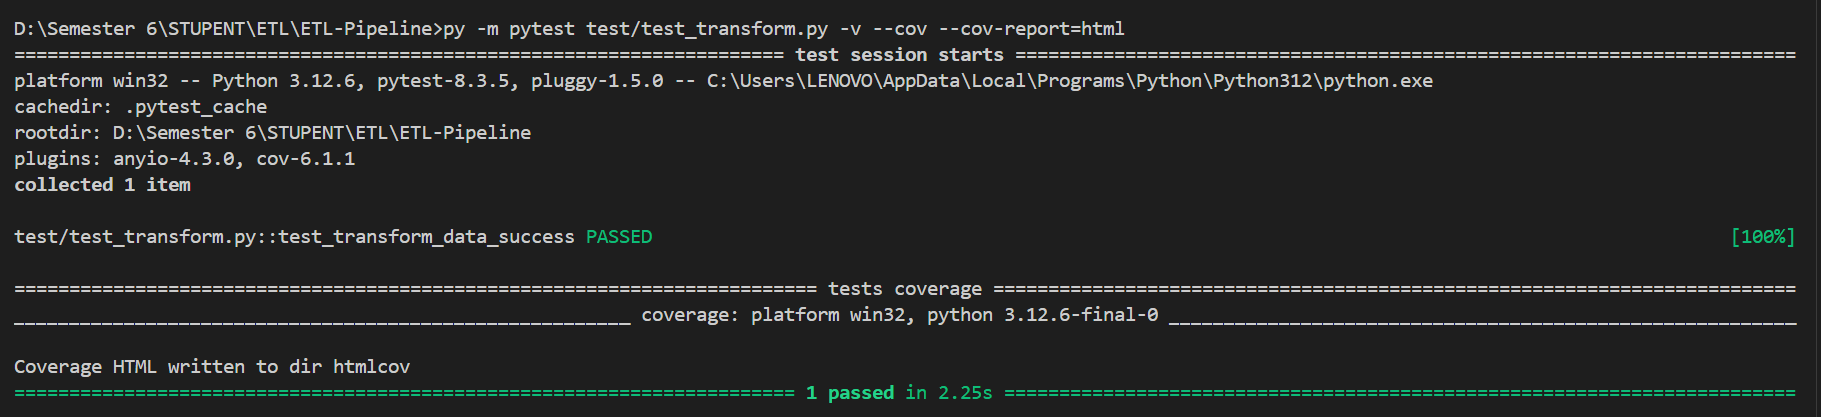 D:\Semester 6\STUPENT\ETL\ETL-Pipeline>py -m pytest test/test_transform.py -v --cov --cov-report=html
====================================================================== test session starts =======================================================================
platform win32 -- Python 3.12.6, pytest-8.3.5, pluggy-1.5.0 -- C:\Users\LENOVO\AppData\Local\Programs\Python\Python312\python.exe
cachedir: .pytest_cache
rootdir: D:\Semester 6\STUPENT\ETL\ETL-Pipeline
plugins: anyio-4.3.0, cov-6.1.1
collected 1 item
test/test_transform.py::test_transform_data_success PASSED [100%]
========================================================================= tests coverage =========================================================================
________________________________________________________ coverage: platform win32, python 3.12.6-final-0 _________________________________________________________
Coverage HTML written to dir htmlcov
======================================================================= 1 passed in 2.25s ========================================================================